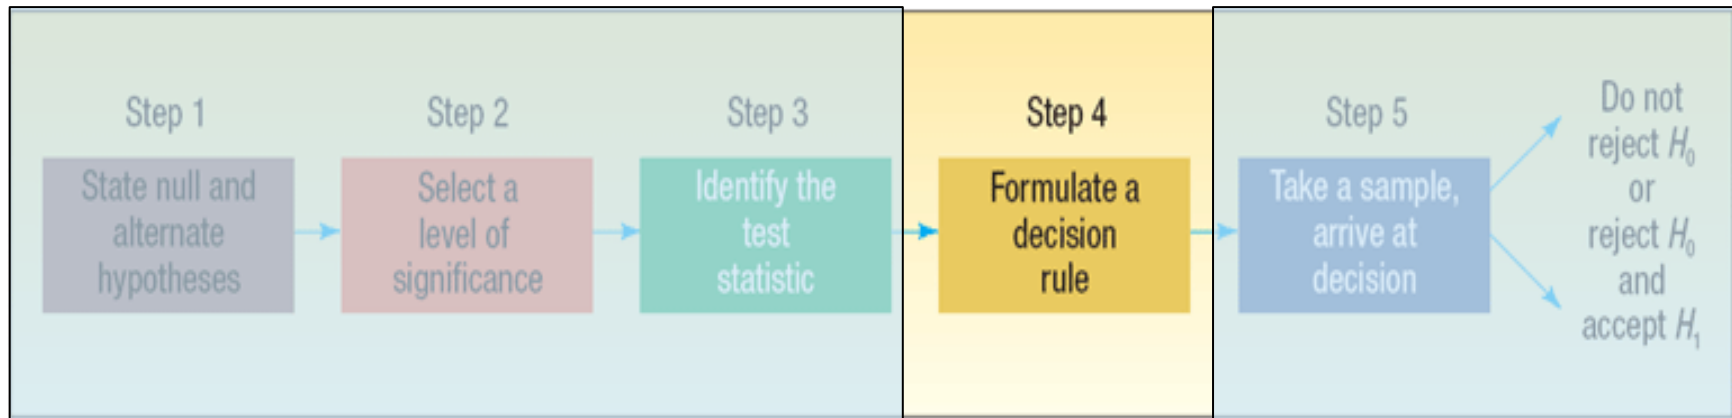 Step 1
State null and
alternate
hypotheses
Step 2
Select a
level of
significance
Step 3
Identify the
test
statistic
Step 4
Formulate a
decision
rule
Step 5
Take a sample,
arrive at
decision
Do not
reject H₀
or
reject H₀
and
accept H₁